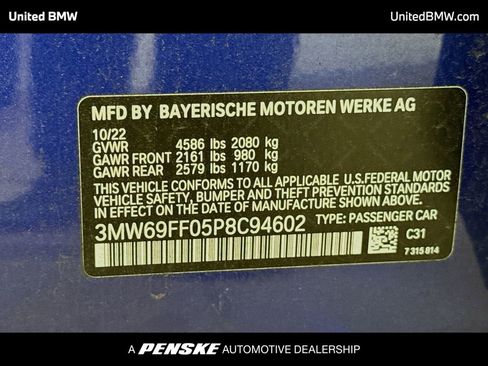 United BMW
UnitedBMW.com
MFD BY BAYERISCHE MOTOREN WERKE AG
10/22
GVWR 4586 lbs 2080 kg
GAWR FRONT 2161 lbs 980 kg
GAWR REAR 2579 lbs 1170 kg
THIS VEHICLE CONFORMS TO ALL APPLICABLE U.S.FEDERAL MOTOR
VEHICLE SAFETY, BUMPER AND THEFT PREVENTION STANDARDS
IN EFFECT ON THE DATE OF MANUFACTURE SHOWN ABOVE.
3MW69FF05P8C94602 TYPE: PASSENGER CAR
C31
7 315 814
A PENSKE AUTOMOTIVE DEALERSHIP